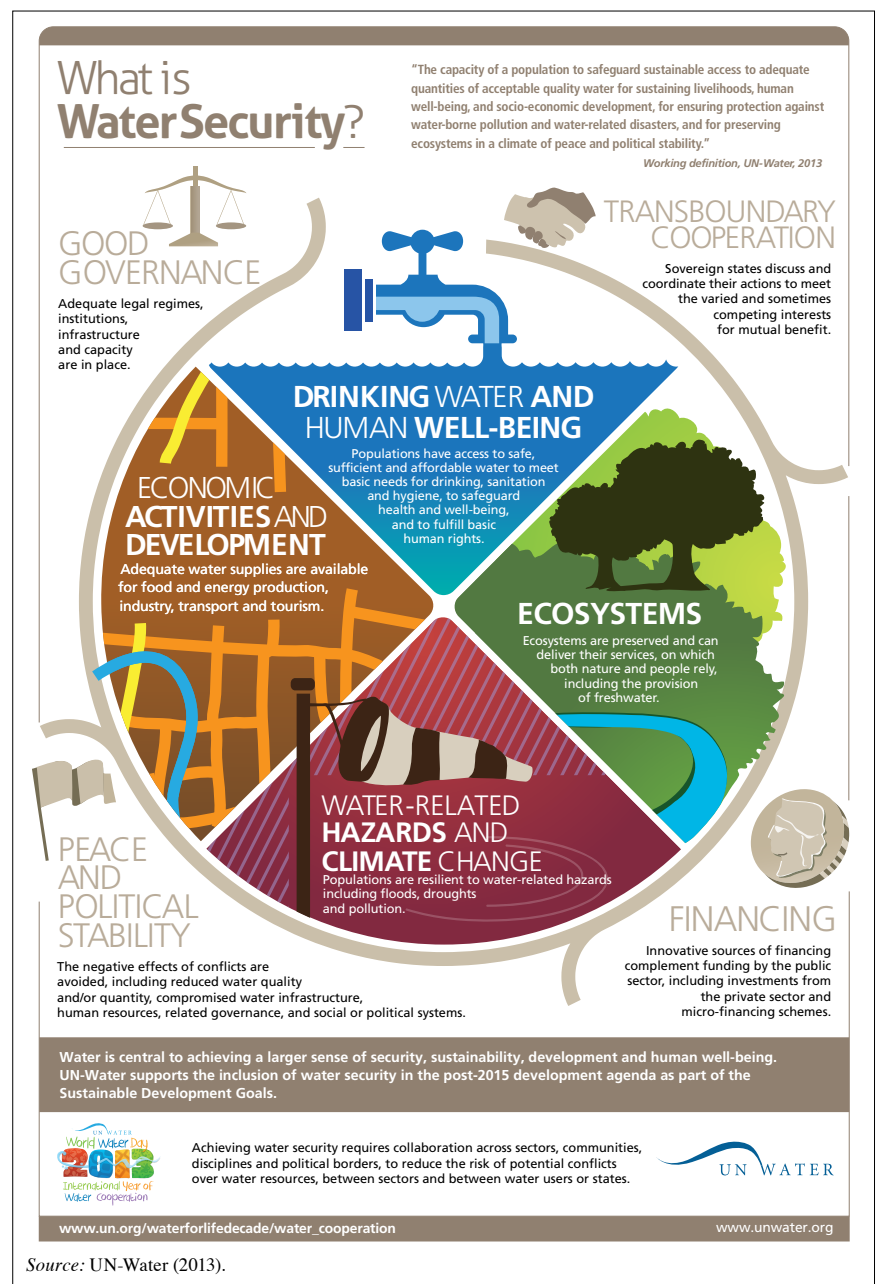 What is
Water Security?
“The capacity of a population to safeguard sustainable access to adequate
quantities of acceptable quality water for sustaining livelihoods, human
well-being, and socio-economic development, for ensuring protection against
water-borne pollution and water-related disasters, and for preserving
ecosystems in a climate of peace and political stability.”
Working definition, UN-Water, 2013
GOOD
GOVERNANCE
Adequate legal regimes,
institutions,
infrastructure
and capacity
are in place.
TRANSBOUNDARY
COOPERATION
Sovereign states discuss and
coordinate their actions to meet
the varied and sometimes
competing interests
for mutual benefit.
DRINKING WATER AND
HUMAN WELL-BEING
Populations have access to safe,
sufficient and affordable water to meet
basic needs for drinking, sanitation
and hygiene, to safeguard
health and well-being,
and to fulfill basic
human rights.
ECONOMIC
ACTIVITIES AND
DEVELOPMENT
Adequate water supplies are available
for food and energy production,
industry, transport and tourism.
ECOSYSTEMS
Ecosystems are preserved and can
deliver their services, on which
both nature and people rely,
including the provision
of freshwater.
WATER-RELATED
HAZARDS AND
CLIMATE CHANGE
Populations are resilient to water-related hazards
including floods, droughts
and pollution.
PEACE
AND
POLITICAL
STABILITY
The negative effects of conflicts are
avoided, including reduced water quality
and/or quantity, compromised water infrastructure,
human resources, related governance, and social or political systems.
FINANCING
Innovative sources of financing
complement funding by the public
sector, including investments from
the private sector and
micro-financing schemes.
Water is central to achieving a larger sense of security, sustainability, development and human well-being.
UN-Water supports the inclusion of water security in the post-2015 development agenda as part of the
Sustainable Development Goals.
UN WATER
World Water Day
2013
International Year of
Water Cooperation
Achieving water security requires collaboration across sectors, communities,
disciplines and political borders, to reduce the risk of potential conflicts
over water resources, between sectors and between water users or states.
UN WATER
www.un.org/waterforlifedecade/water_cooperation
www.unwater.org
Source: UN-Water (2013).